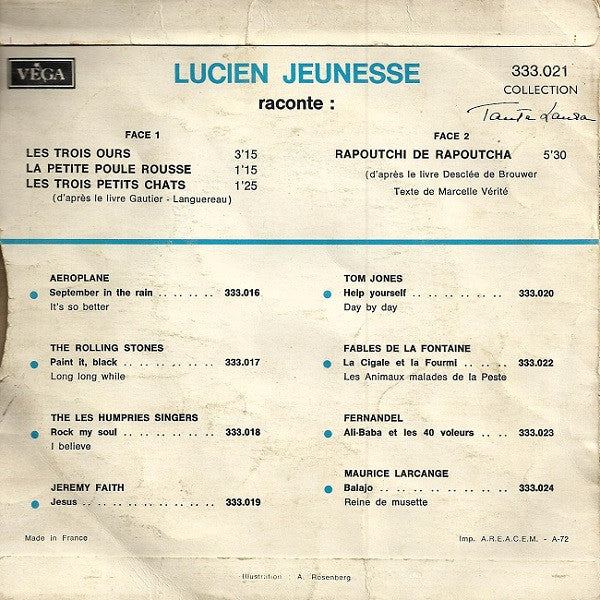 VÉGA
LUCIEN JEUNESSE
raconte :
333.021
COLLECTION
Tante Laura
FACE 1
LES TROIS OURS 3'15
LA PETITE POULE ROUSSE 1'15
LES TROIS PETITS CHATS 1'25
(d'après le livre Gautier - Languereau)
FACE 2
RAPOUTCHI DE RAPOUTCHA 5'30
(d'après le livre Desclée de Brouwer
Texte de Marcelle Vérité
AEROPLANE
September in the rain .. .. .. .. 333.016
It's so better
THE ROLLING STONES
Paint it, black .. .. .. .. .. .. 333.017
Long long while
THE LES HUMPRIES SINGERS
Rock my soul .. .. .. .. .. .. 333.018
I believe
JEREMY FAITH
Jesus .. .. .. .. .. .. .. .. .. 333.019
TOM JONES
Help yourself .. .. .. .. .. .. 333.020
Day by day
FABLES DE LA FONTAINE
La Cigale et la Fourmi .. .. .. 333.022
Les Animaux malades de la Peste
FERNANDEL
Ali-Baba et les 40 voleurs .. .. 333.023
MAURICE LARCANGE
Balajo .. .. .. .. .. .. .. .. 333.024
Reine de musette
Made in France
Imp. A.R.E.A.C.E.M. - A-72
Illustration : A. Rosenberg